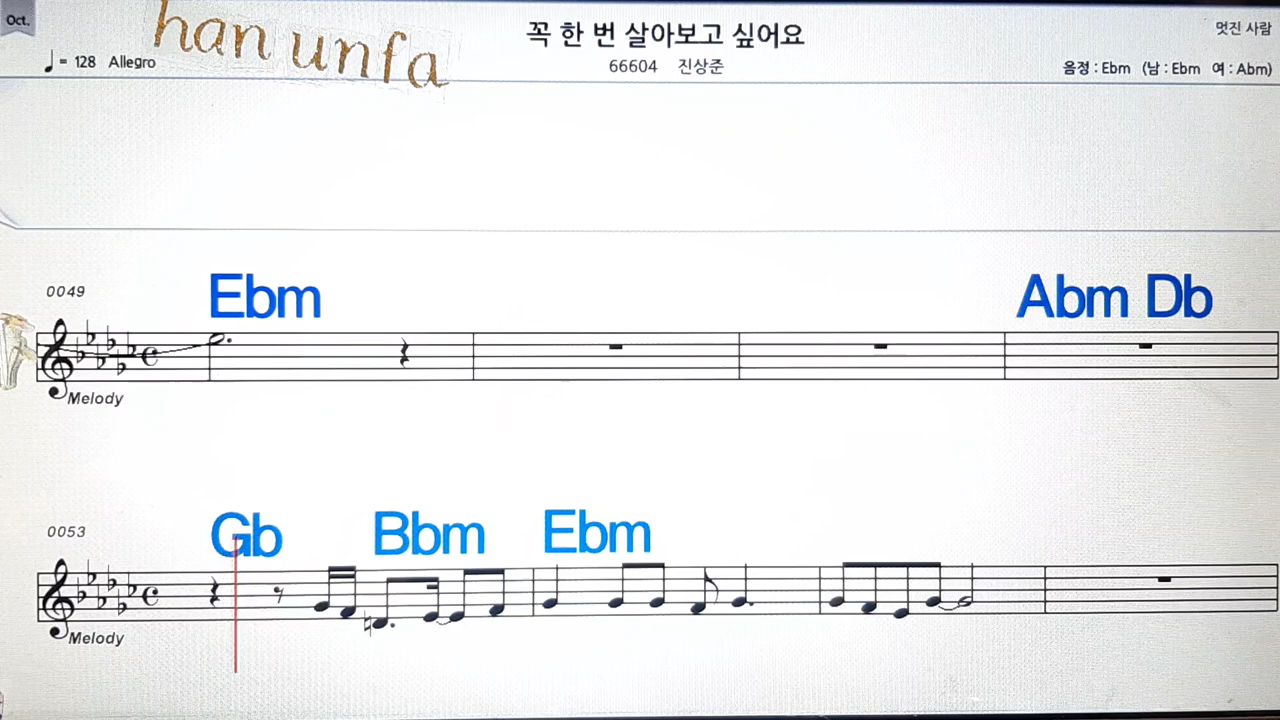 Oct.
han unfa
꼭 한 번 살아보고 싶어요
멋진 사람
♩ = 128 Allegro
66604 진상준
음정 : Ebm (남 : Ebm 여 : Abm)
0049
Ebm
Abm Db
Melody
0053
Gb Bbm Ebm
Melody